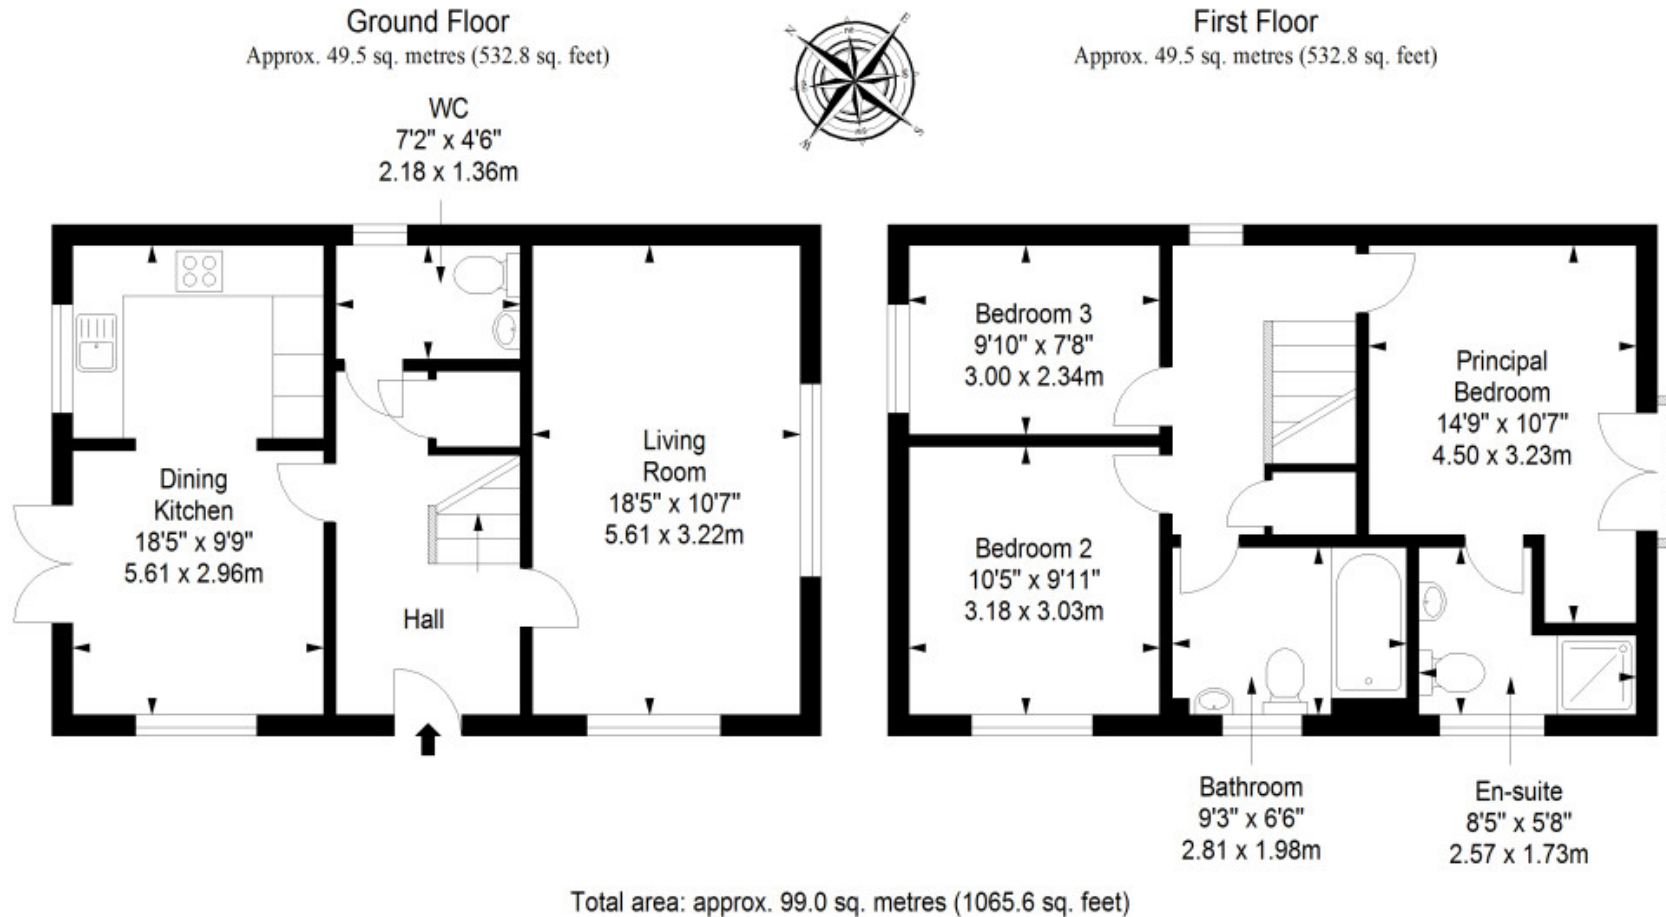 Ground Floor
Approx. 49.5 sq. metres (532.8 sq. feet)
WC
7'2" x 4'6"
2.18 x 1.36m
Dining
Kitchen
18'5" x 9'9"
5.61 x 2.96m
Hall
Living
Room
18'5" x 10'7"
5.61 x 3.22m
N
E
S
W
First Floor
Approx. 49.5 sq. metres (532.8 sq. feet)
Bedroom 3
9'10" x 7'8"
3.00 x 2.34m
Principal
Bedroom
14'9" x 10'7"
4.50 x 3.23m
Bedroom 2
10'5" x 9'11"
3.18 x 3.03m
Bathroom
9'3" x 6'6"
2.81 x 1.98m
En-suite
8'5" x 5'8"
2.57 x 1.73m
Total area: approx. 99.0 sq. metres (1065.6 sq. feet)